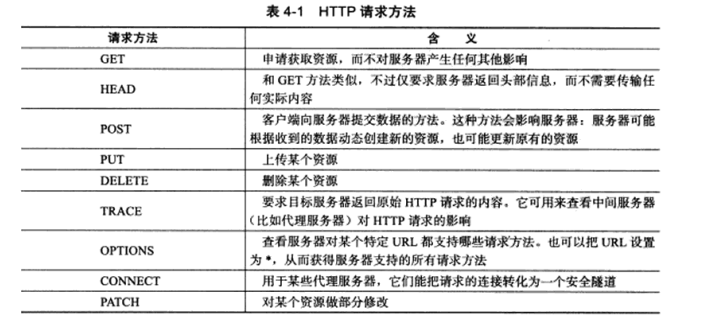 表 4-1 HTTP 请求方法
请求方法 含 义
GET 申请获取资源，而不对服务器产生任何其他影响
HEAD 和 GET 方法类似，不过仅要求服务器返回头部信息，而不需要传输任
何实际内容
POST 客户端向服务器提交数据的方法。这种方法会影响服务器：服务器可能
根据收到的数据动态创建新的资源，也可能更新原有的资源
PUT 上传某个资源
DELETE 删除某个资源
TRACE 要求目标服务器返回原始 HTTP 请求的内容。它可用来查看中间服务器
（比如代理服务器）对 HTTP 请求的影响
OPTIONS 查看服务器对某个特定 URL 都支持哪些请求方法。也可以把 URL 设置
为 *，从而获得服务器支持的所有请求方法
CONNECT 用于某些代理服务器，它们能把请求的连接转化为一个安全隧道
PATCH 对某个资源做部分修改